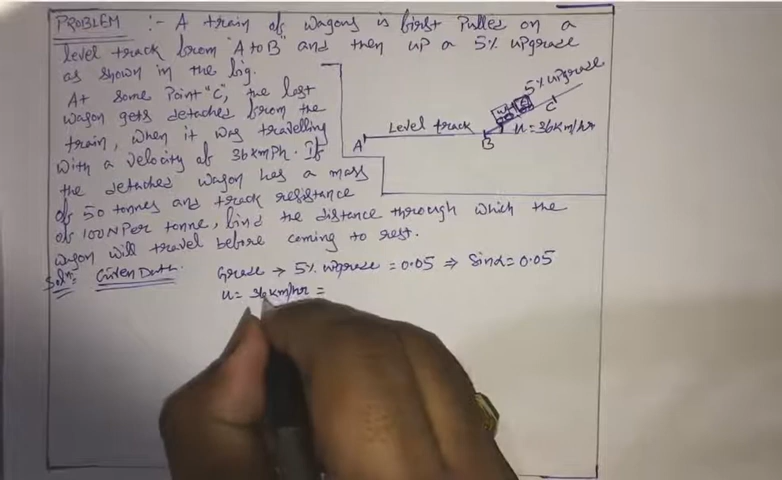 PROBLEM :- A train of wagons is first Pulled on a
level track from "A to B" and then up a 5% upgrade
as shown in the fig.
At some Point "C", the last
wagon gets detached from the
train, when it was travelling
with a velocity of 36 kmph. If
the detached wagon has a mass
of 50 tonnes and track resistance
of 100N Per tonne, find the distance through which the
wagon will travel before coming to rest.
5% upgrade
C
u=36Km/hr
Level track
A
B
Soln: Given Data:
Grade → 5% upgrade = 0.05 ⇒ Sinα = 0.05
u= 36 Km/hr =